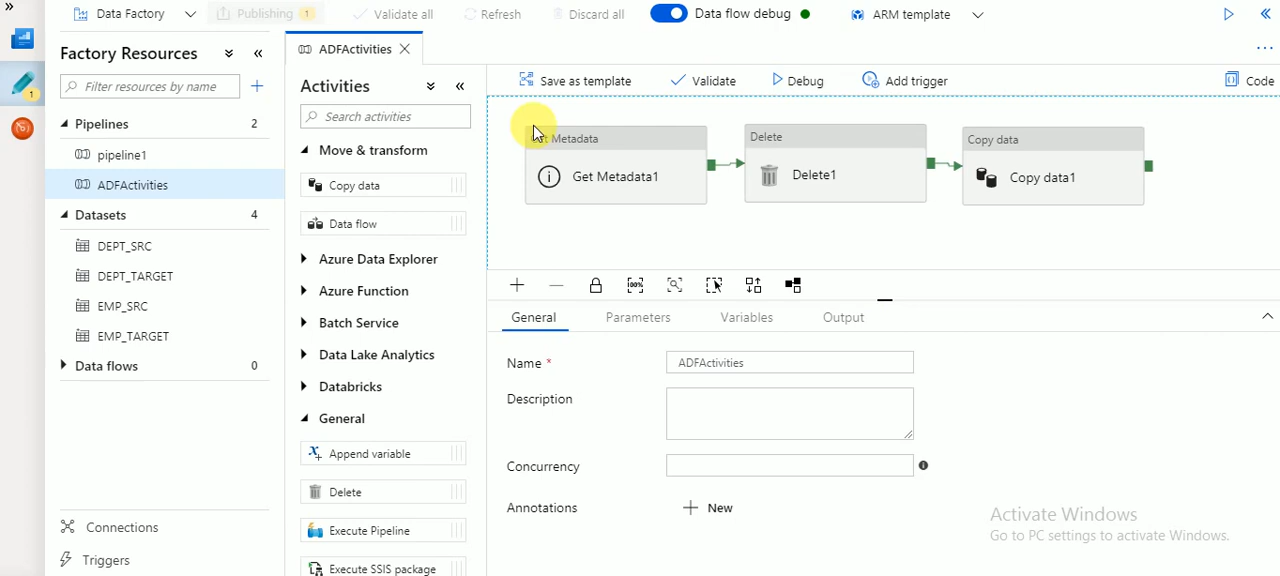 »
Data Factory
Publishing 1
Validate all
Refresh
Discard all
Data flow debug
ARM template
«
Factory Resources
«
Filter resources by name
+
Pipelines 2
pipeline1
ADFActivities
Datasets 4
DEPT_SRC
DEPT_TARGET
EMP_SRC
EMP_TARGET
Data flows 0
Connections
Triggers
1
ADFActivities
Activities
«
Search activities
Move & transform
Copy data
Data flow
Azure Data Explorer
Azure Function
Batch Service
Data Lake Analytics
Databricks
General
Append variable
Delete
Execute Pipeline
Execute SSIS package
...
Save as template
Validate
Debug
Add trigger
Code
Metadata
Get Metadata1
Delete
Delete1
Copy data
Copy data1
100%
General
Parameters
Variables
Output
Name *
ADFActivities
Description
Concurrency
Annotations
New
Activate Windows
Go to PC settings to activate Windows.